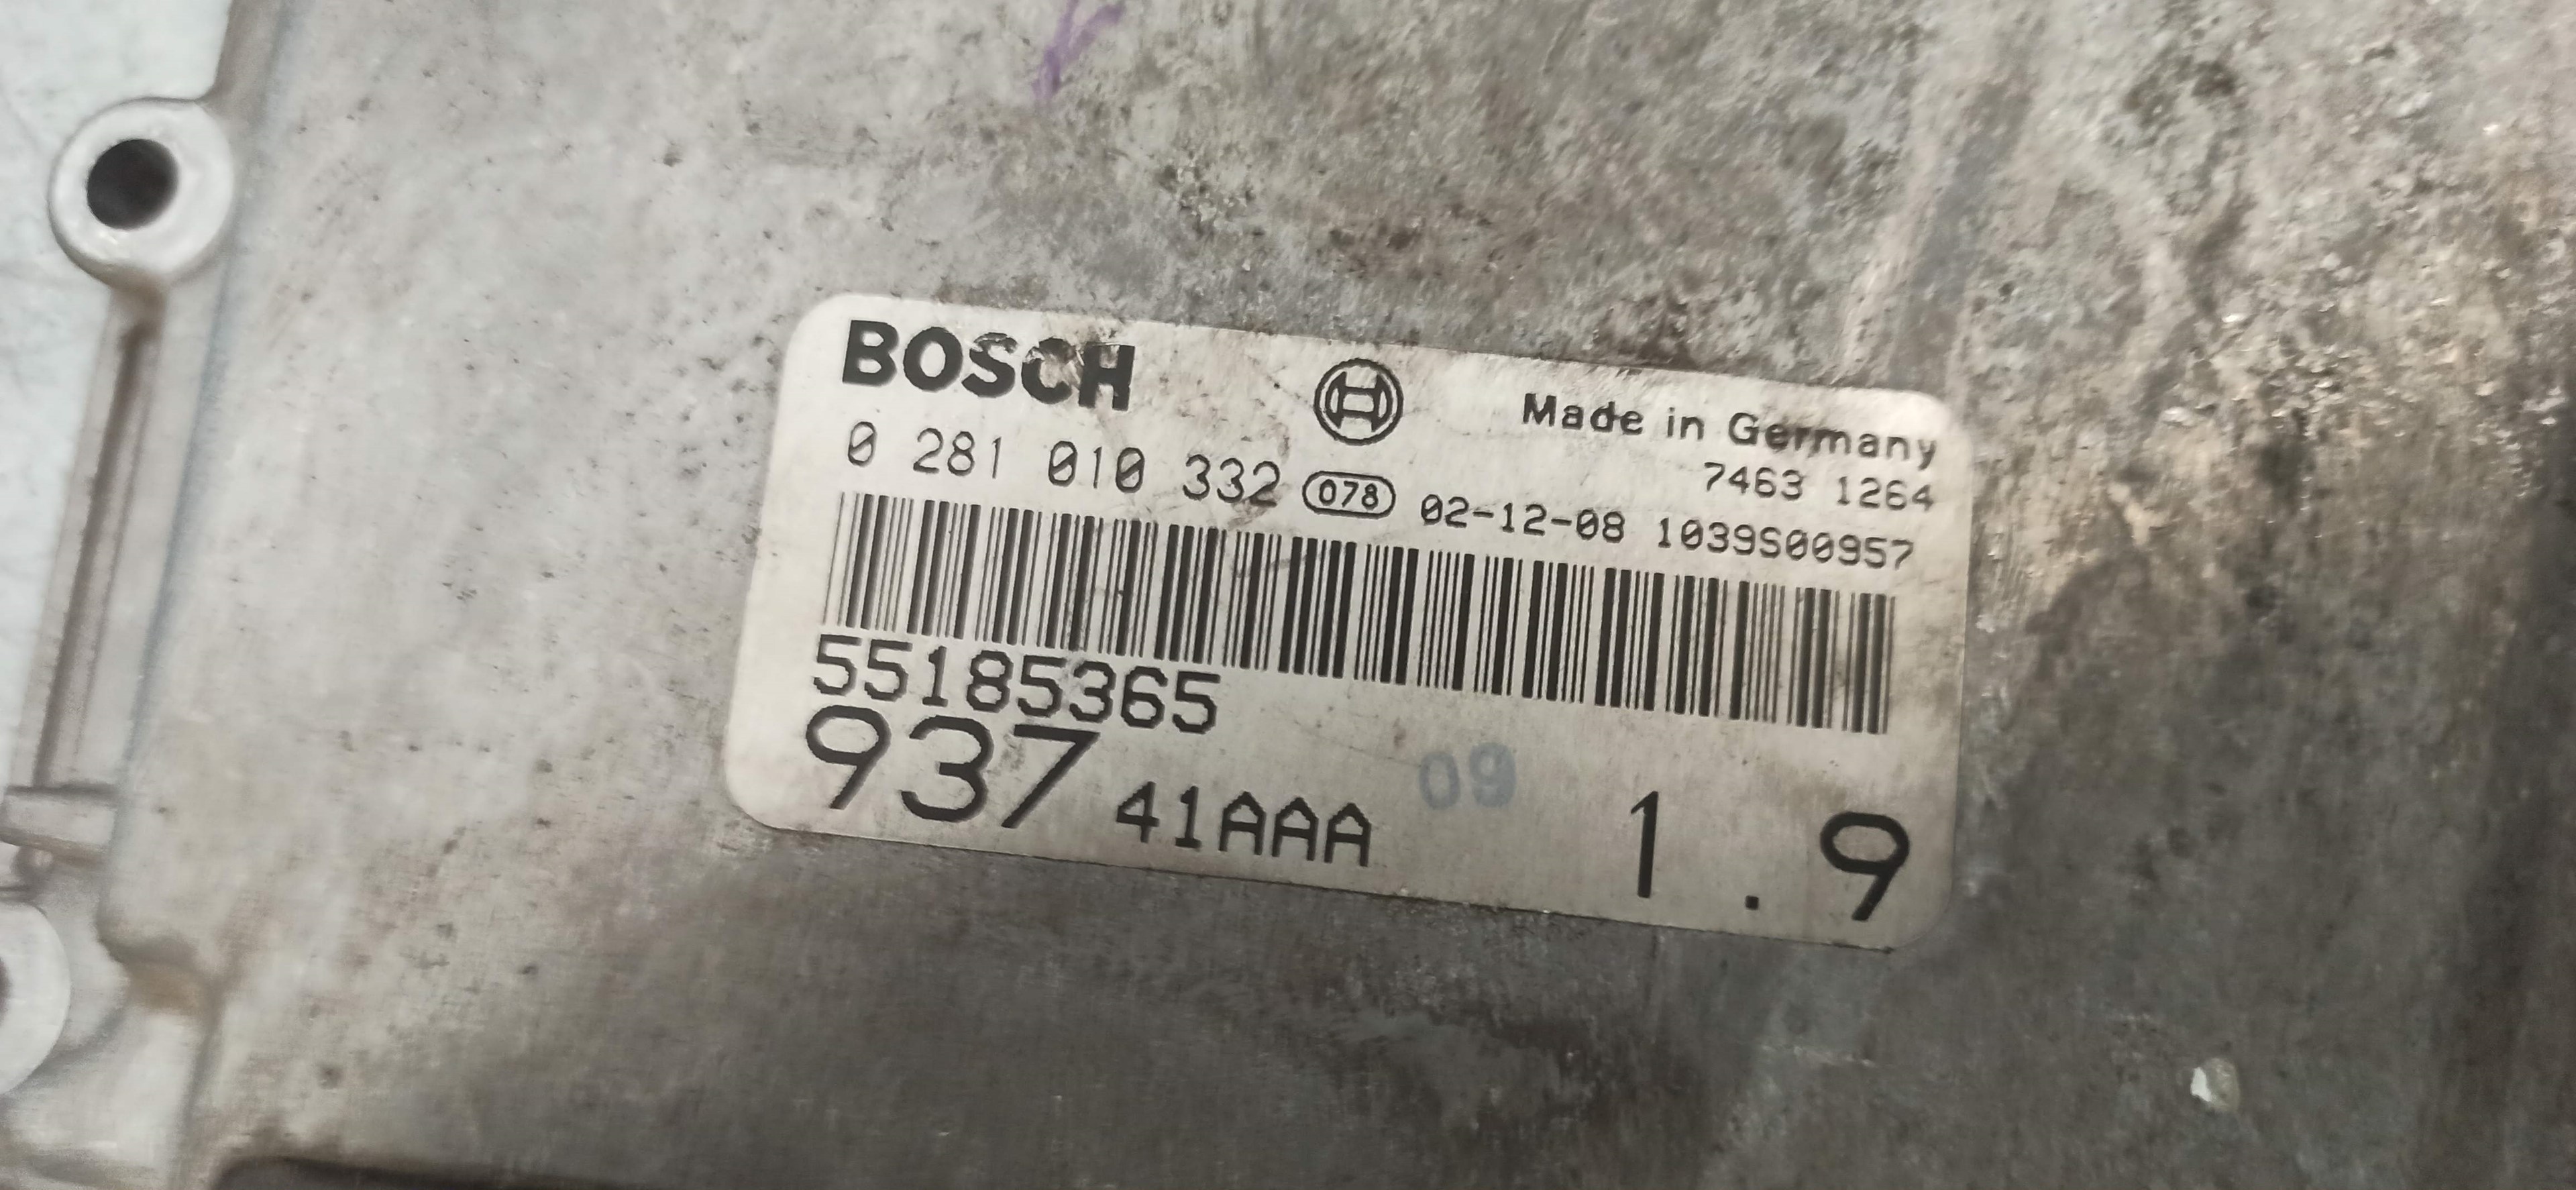 BOSCH
Made in Germany
7463 1264
0 281 010 332 078 02-12-08 1039S00957
55185365
937 41AAA 09 1.9